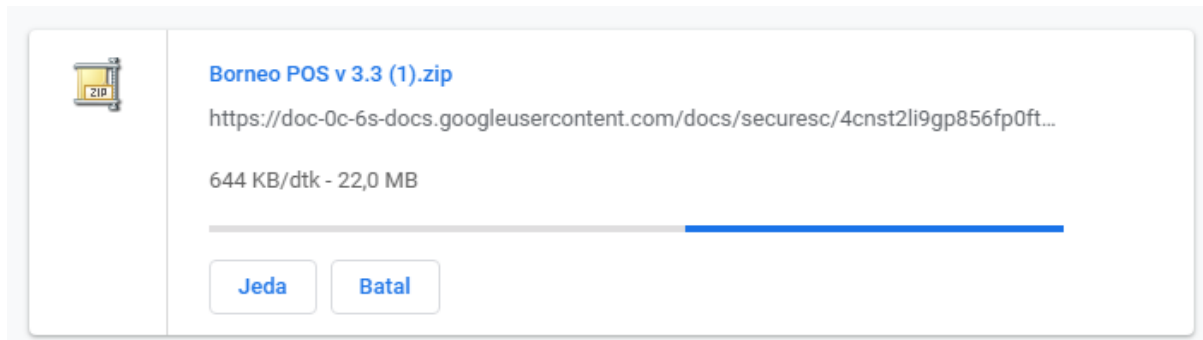 ZIP
Borneo POS v 3.3 (1).zip
https://doc-0c-6s-docs.googleusercontent.com/docs/securesc/4cnst2li9gp856fp0ft...
644 KB/dtk - 22,0 MB
Jeda
Batal